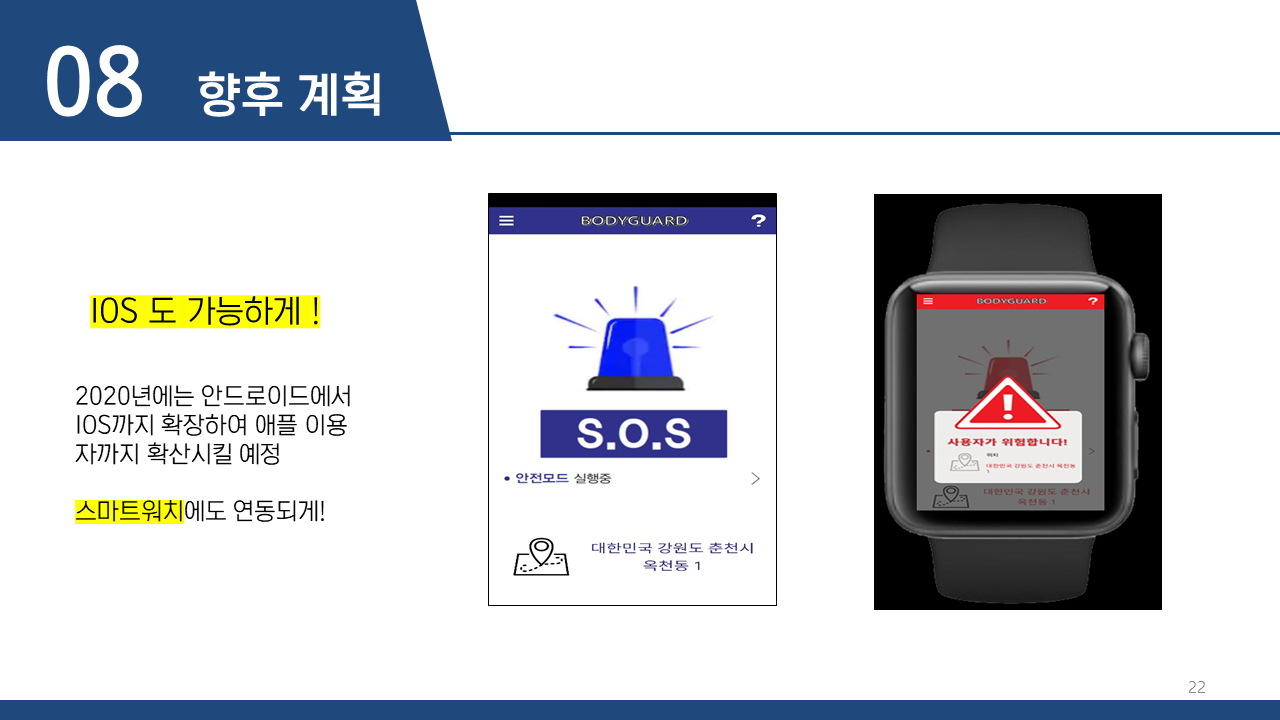 08 향후 계획
IOS 도 가능하게 !
2020년에는 안드로이드에서
IOS까지 확장하여 애플 이용
자까지 확산시킬 예정
스마트워치에도 연동되게!
BODYGUARD ?
S.O.S
• 안전모드 실행중
대한민국 강원도 춘천시
옥천동 1
BODYGUARD ?
!
사용자가 위험합니다!
위치
대한민국 강원도 춘천시 옥천동
1
대한민국 강원도 춘천시
옥천동 1
22